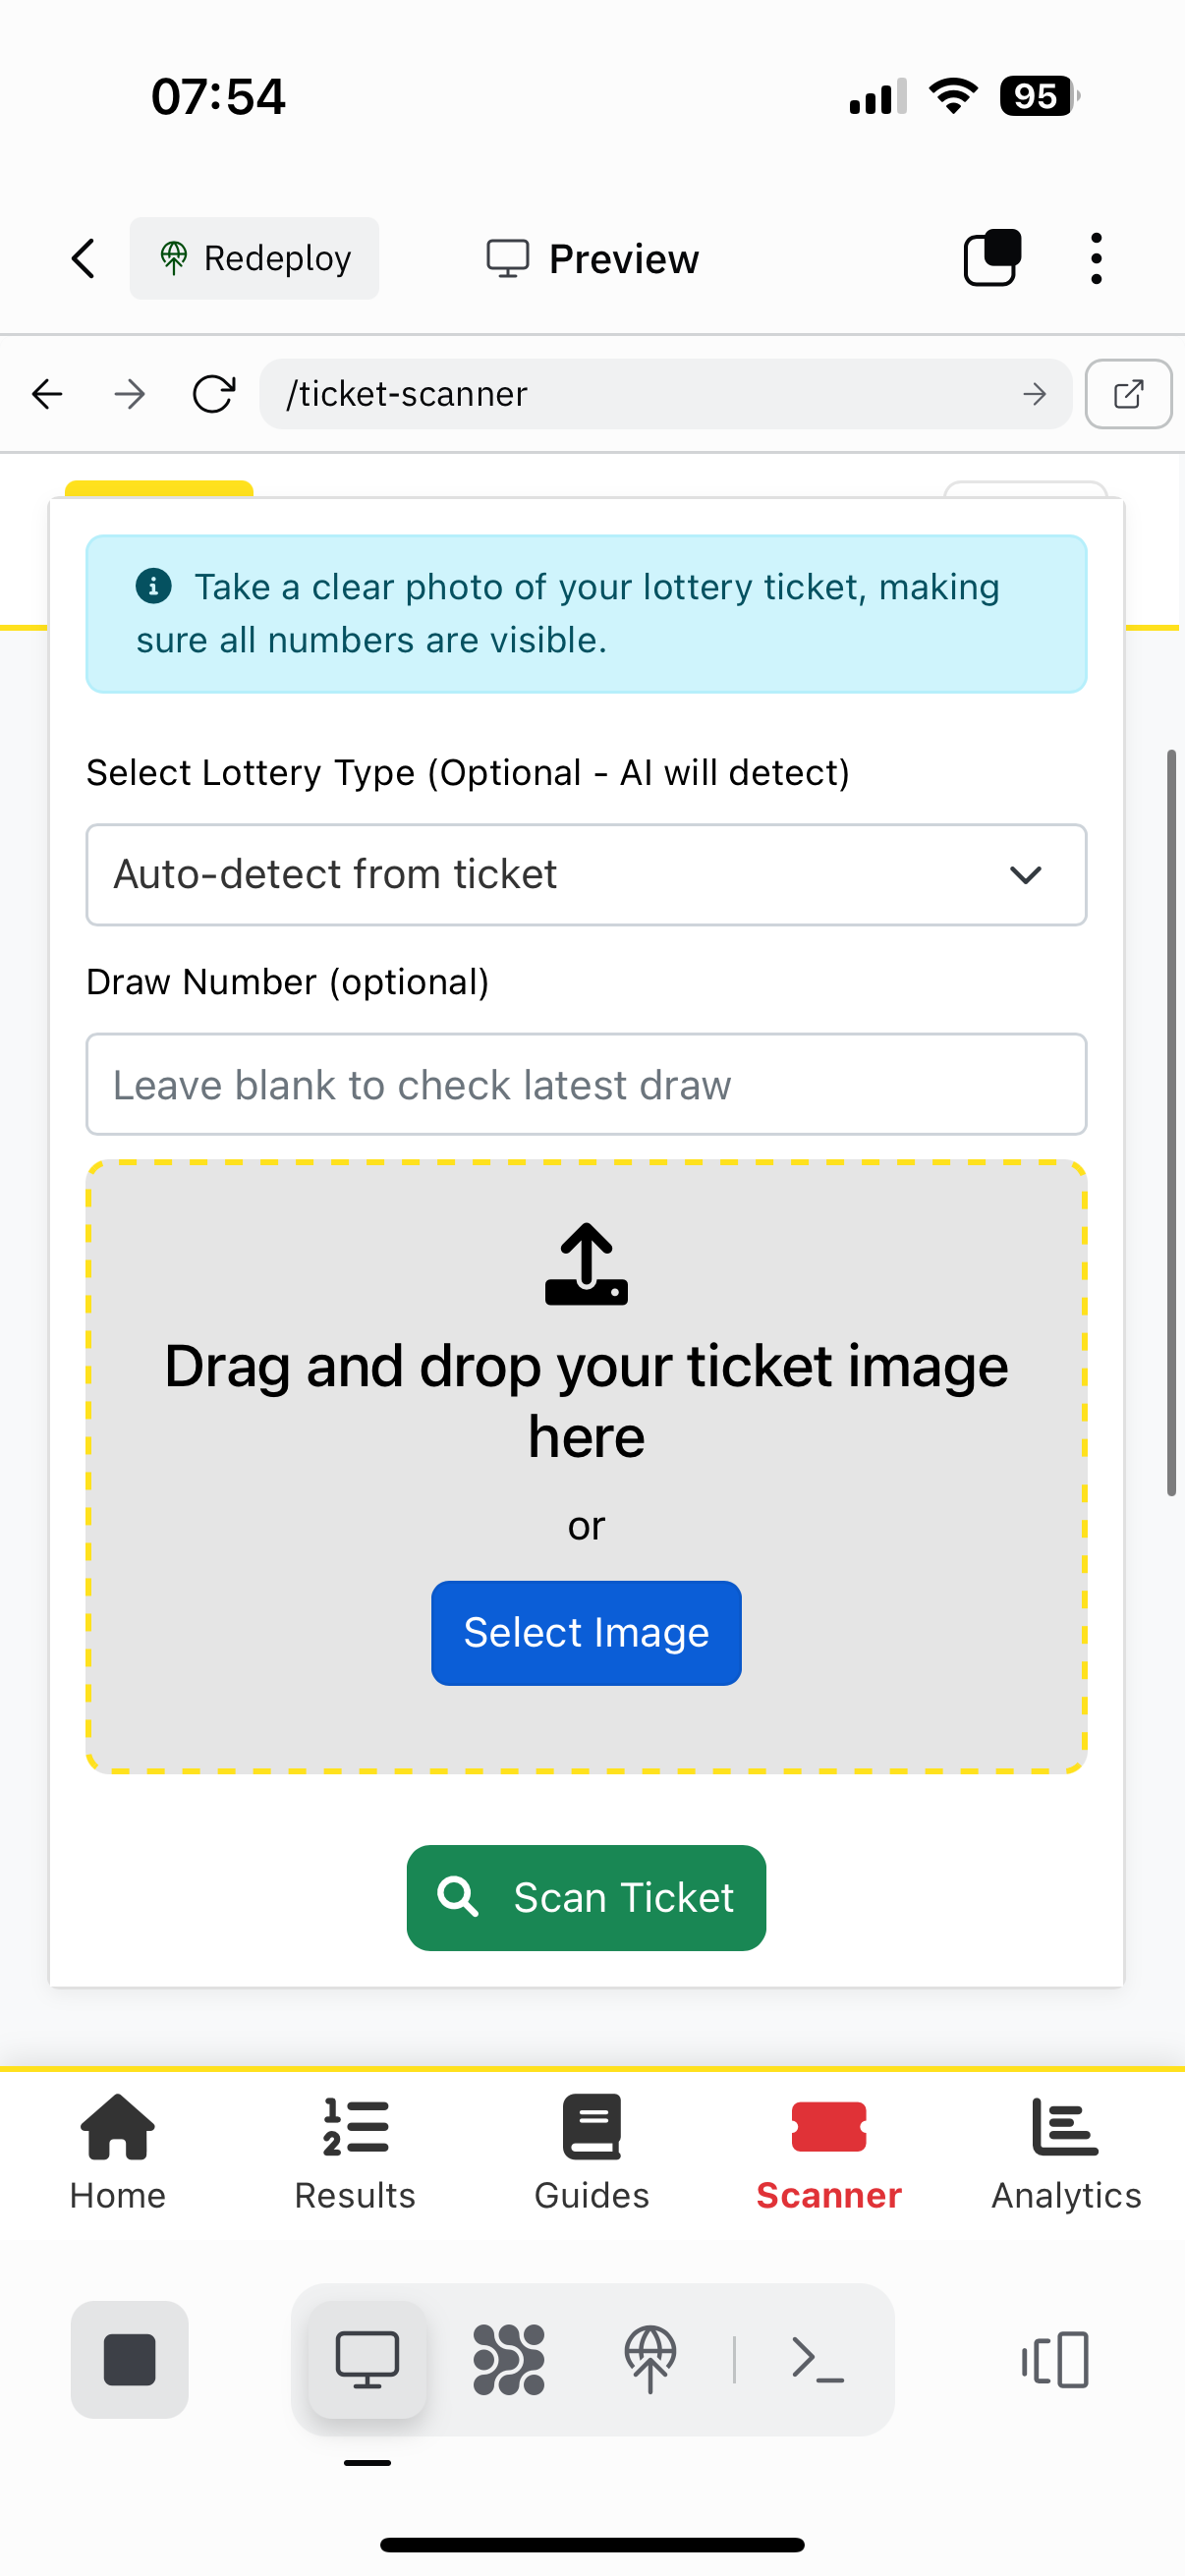 07:54
95
Redeploy
Preview
/ticket-scanner
Take a clear photo of your lottery ticket, making
sure all numbers are visible.
Select Lottery Type (Optional - AI will detect)
Auto-detect from ticket
Draw Number (optional)
Leave blank to check latest draw
Drag and drop your ticket image
here
or
Select Image
Scan Ticket
Home
Results
Guides
Scanner
Analytics